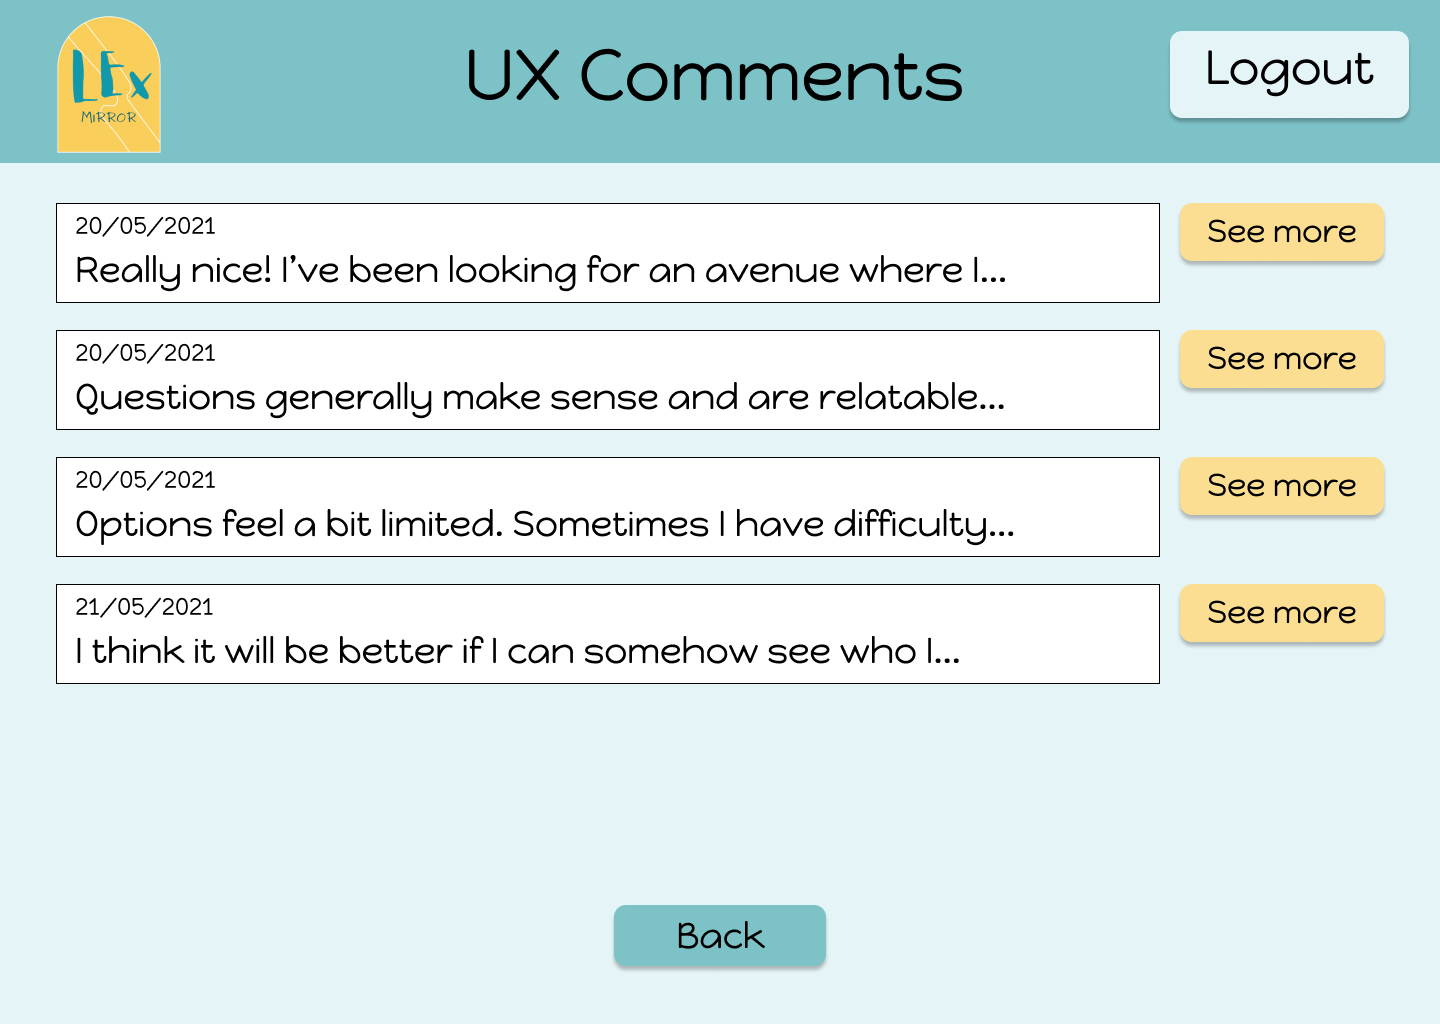 LEx
MIRROR
UX Comments
Logout
20/05/2021
Really nice! I’ve been looking for an avenue where I...
See more
20/05/2021
Questions generally make sense and are relatable...
See more
20/05/2021
Options feel a bit limited. Sometimes I have difficulty...
See more
21/05/2021
I think it will be better if I can somehow see who I...
See more
Back